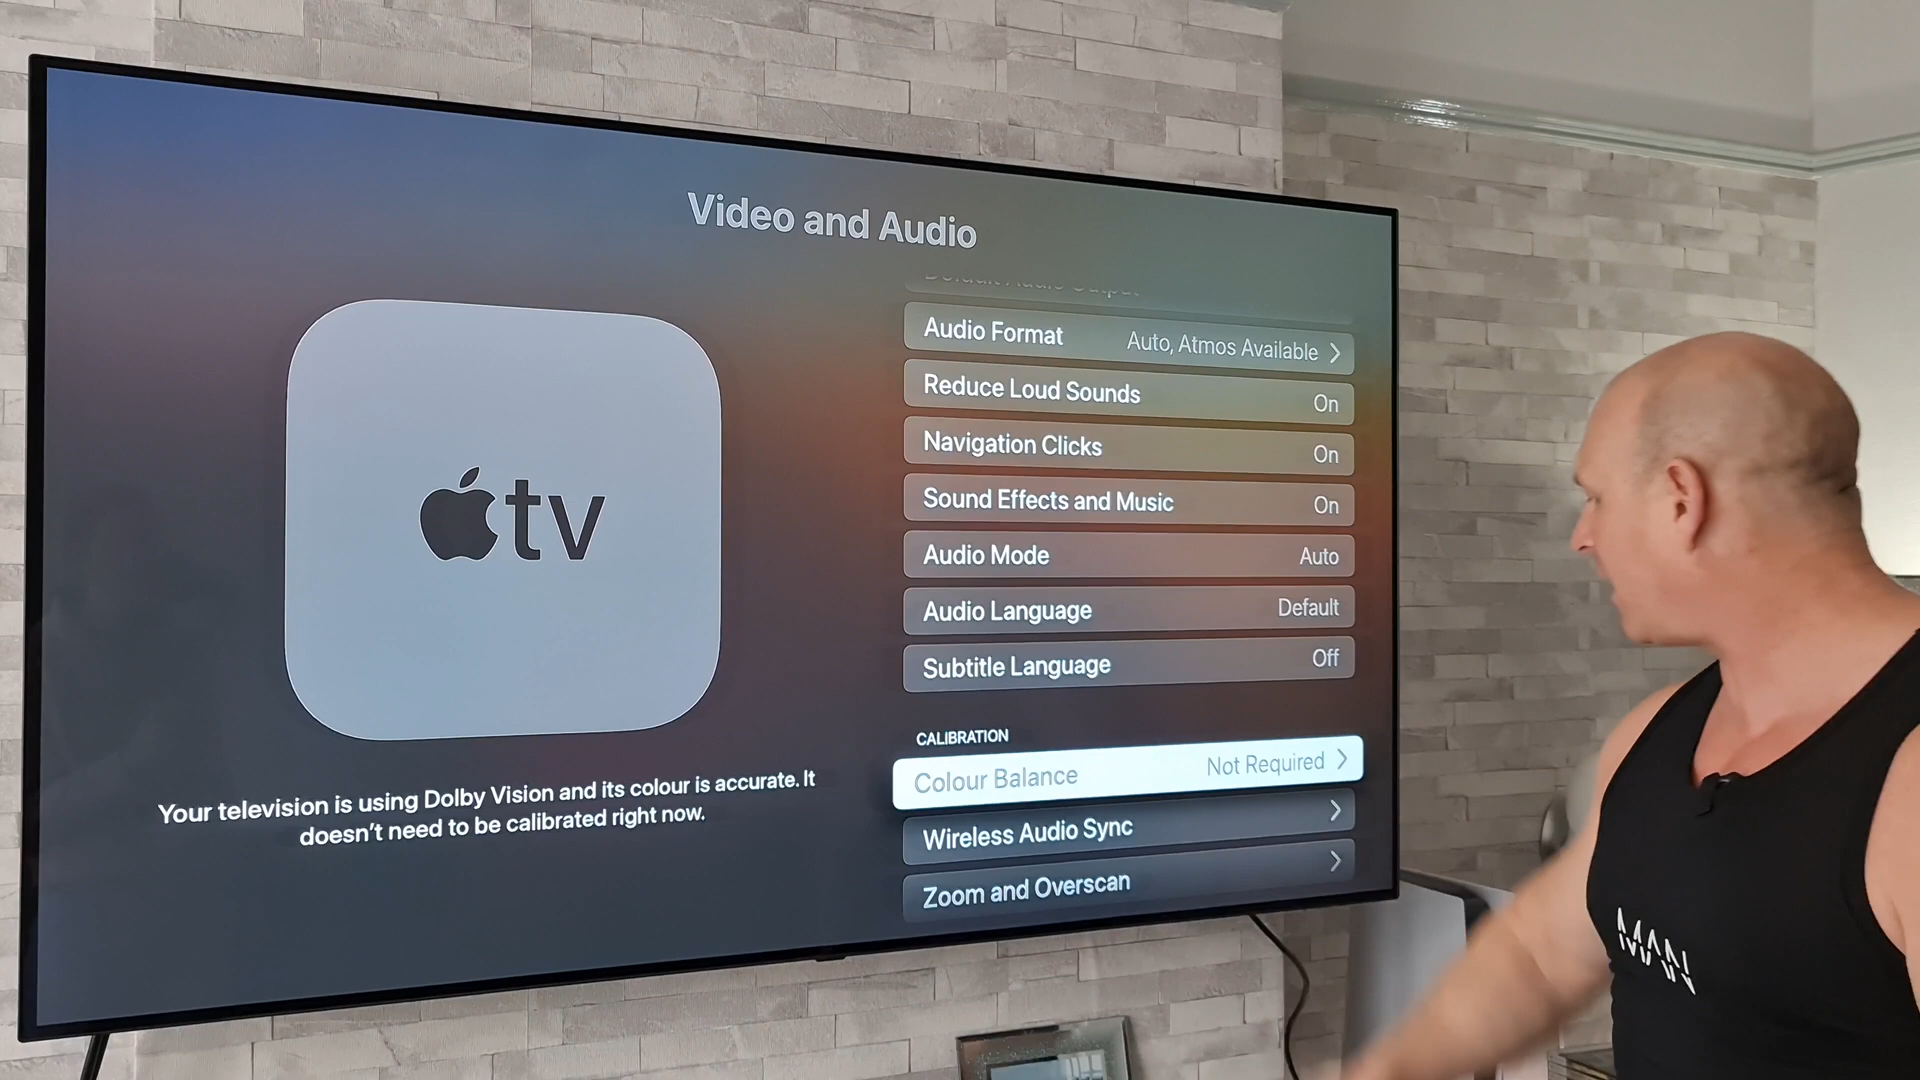 Video and Audio
Default Audio Output
Audio Format Auto, Atmos Available
Reduce Loud Sounds On
Navigation Clicks On
Sound Effects and Music On
Audio Mode Auto
Audio Language Default
Subtitle Language Off
CALIBRATION
Colour Balance Not Required
Wireless Audio Sync
Zoom and Overscan
tv
Your television is using Dolby Vision and its colour is accurate. It
doesn't need to be calibrated right now.